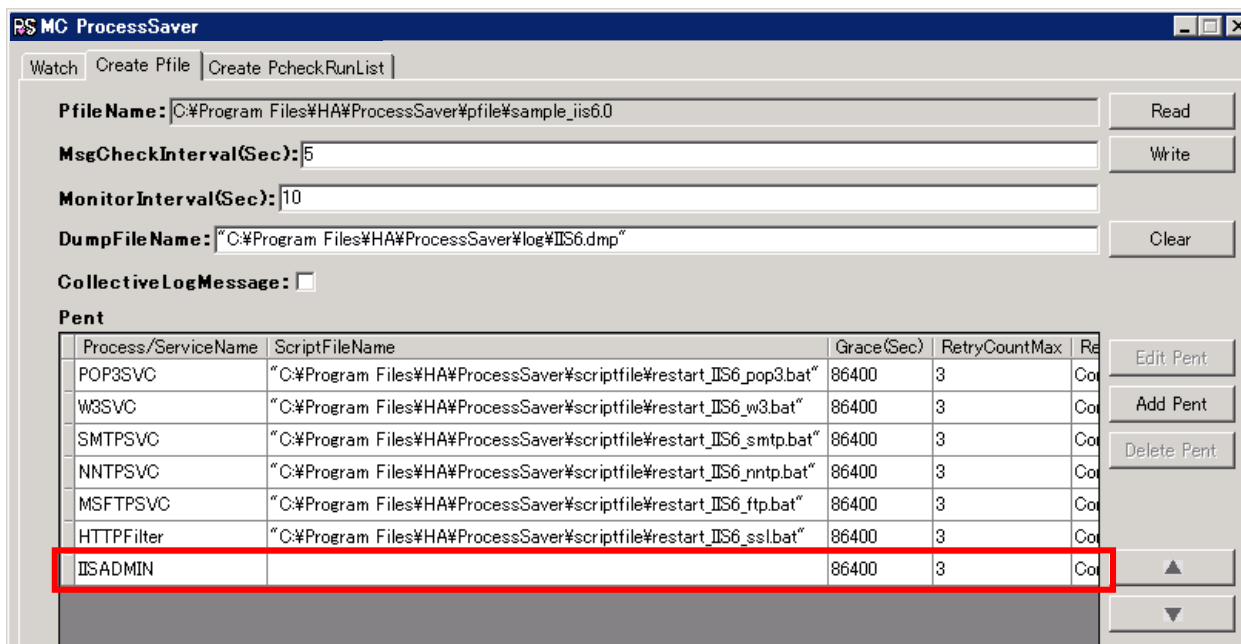 MC ProcessSaver
Watch Create Pfile Create PcheckRunList
PfileName: C:¥Program Files¥HA¥ProcessSaver¥pfile¥sample_iis6.0 Read
MsgCheckInterval(Sec): 5 Write
MonitorInterval(Sec): 10
DumpFileName: "C:¥Program Files¥HA¥ProcessSaver¥log¥IIS6.dmp" Clear
CollectiveLogMessage:
Pent
Process/ServiceName ScriptFileName Grace(Sec) RetryCountMax Re
Edit Pent
POP3SVC "C:¥Program Files¥HA¥ProcessSaver¥scriptfile¥restart_IIS6_pop3.bat" 86400 3 Co
W3SVC "C:¥Program Files¥HA¥ProcessSaver¥scriptfile¥restart_IIS6_w3.bat" 86400 3 Co
Add Pent
SMTPSVC "C:¥Program Files¥HA¥ProcessSaver¥scriptfile¥restart_IIS6_smtp.bat" 86400 3 Co
Delete Pent
NNTPSVC "C:¥Program Files¥HA¥ProcessSaver¥scriptfile¥restart_IIS6_nntp.bat" 86400 3 Co
MSFTPSVC "C:¥Program Files¥HA¥ProcessSaver¥scriptfile¥restart_IIS6_ftp.bat" 86400 3 Co
HTTPFilter "C:¥Program Files¥HA¥ProcessSaver¥scriptfile¥restart_IIS6_ssl.bat" 86400 3 Co
IISADMIN 86400 3 Co